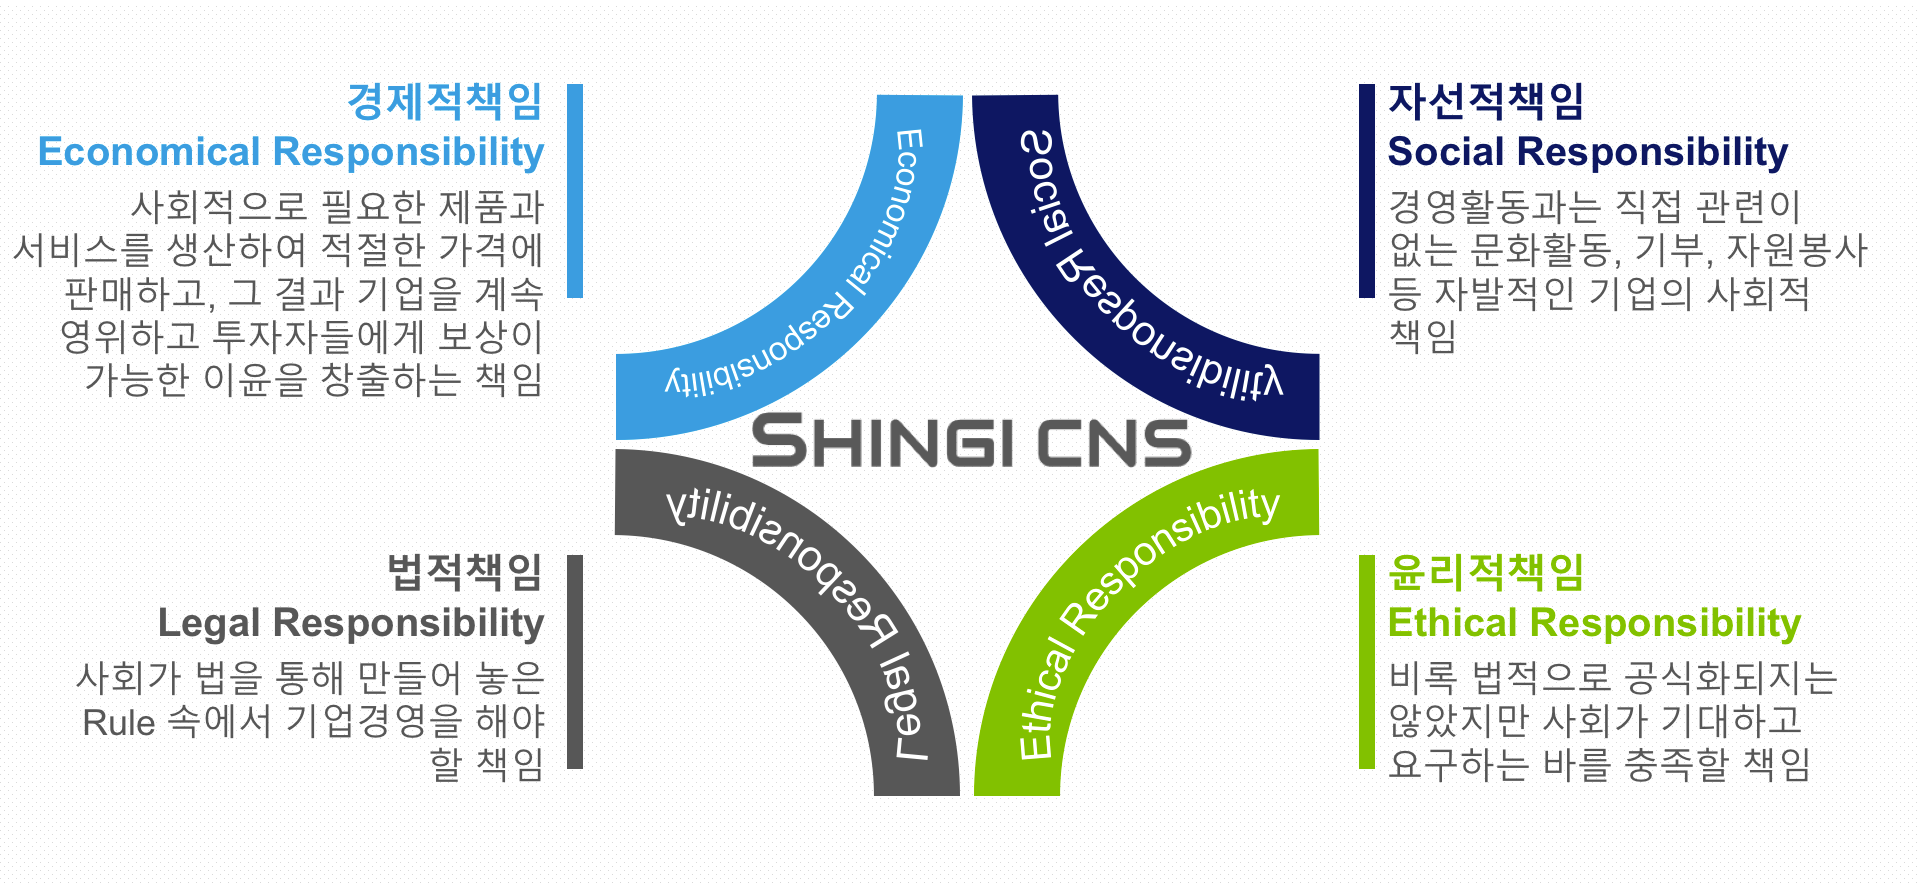 경제적책임
Economical Responsibility
사회적으로 필요한 제품과
서비스를 생산하여 적절한 가격에
판매하고, 그 결과 기업을 계속
영위하고 투자자들에게 보상이
가능한 이윤을 창출하는 책임
자선적책임
Social Responsibility
경영활동과는 직접 관련이
없는 문화활동, 기부, 자원봉사
등 자발적인 기업의 사회적
책임
Economical Responsibility
Social Responsibility
SHINGI CNS
Legal Responsibility
Ethical Responsibility
법적책임
Legal Responsibility
사회가 법을 통해 만들어 놓은
Rule 속에서 기업경영을 해야
할 책임
윤리적책임
Ethical Responsibility
비록 법적으로 공식화되지는
않았지만 사회가 기대하고
요구하는 바를 충족할 책임